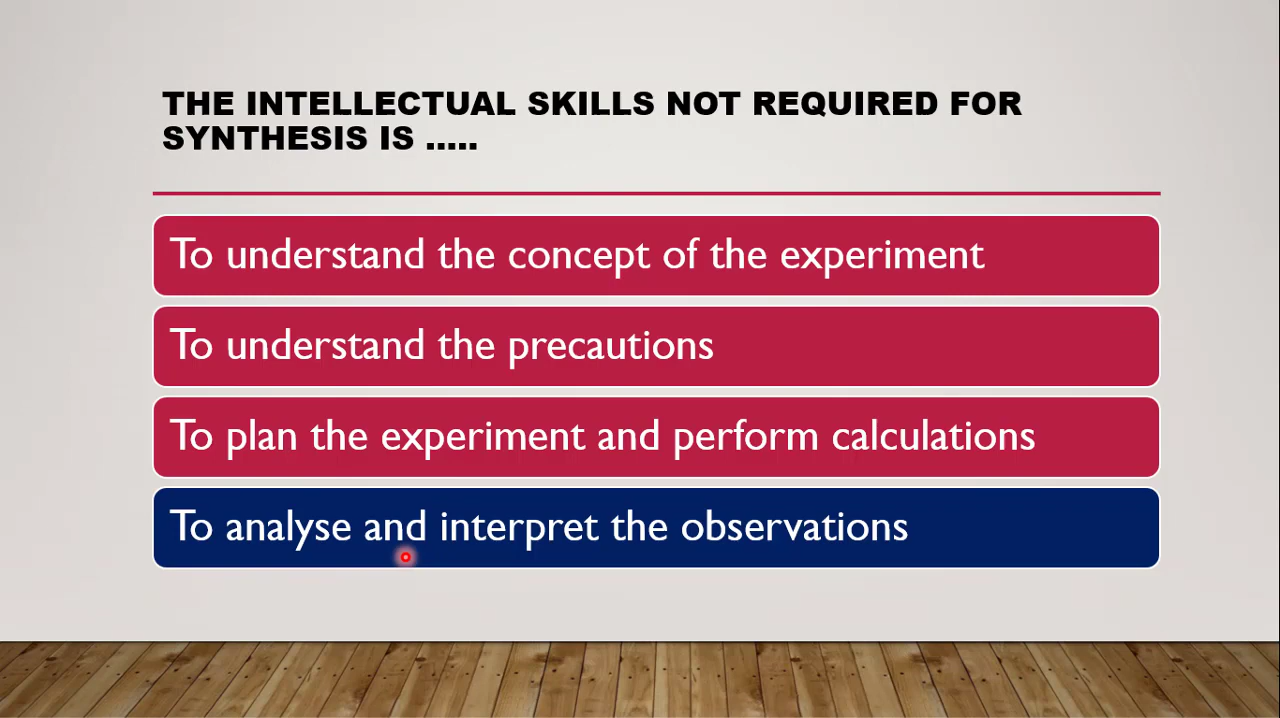 THE INTELLECTUAL SKILLS NOT REQUIRED FOR
SYNTHESIS IS .....
To understand the concept of the experiment
To understand the precautions
To plan the experiment and perform calculations
To analyse and interpret the observations